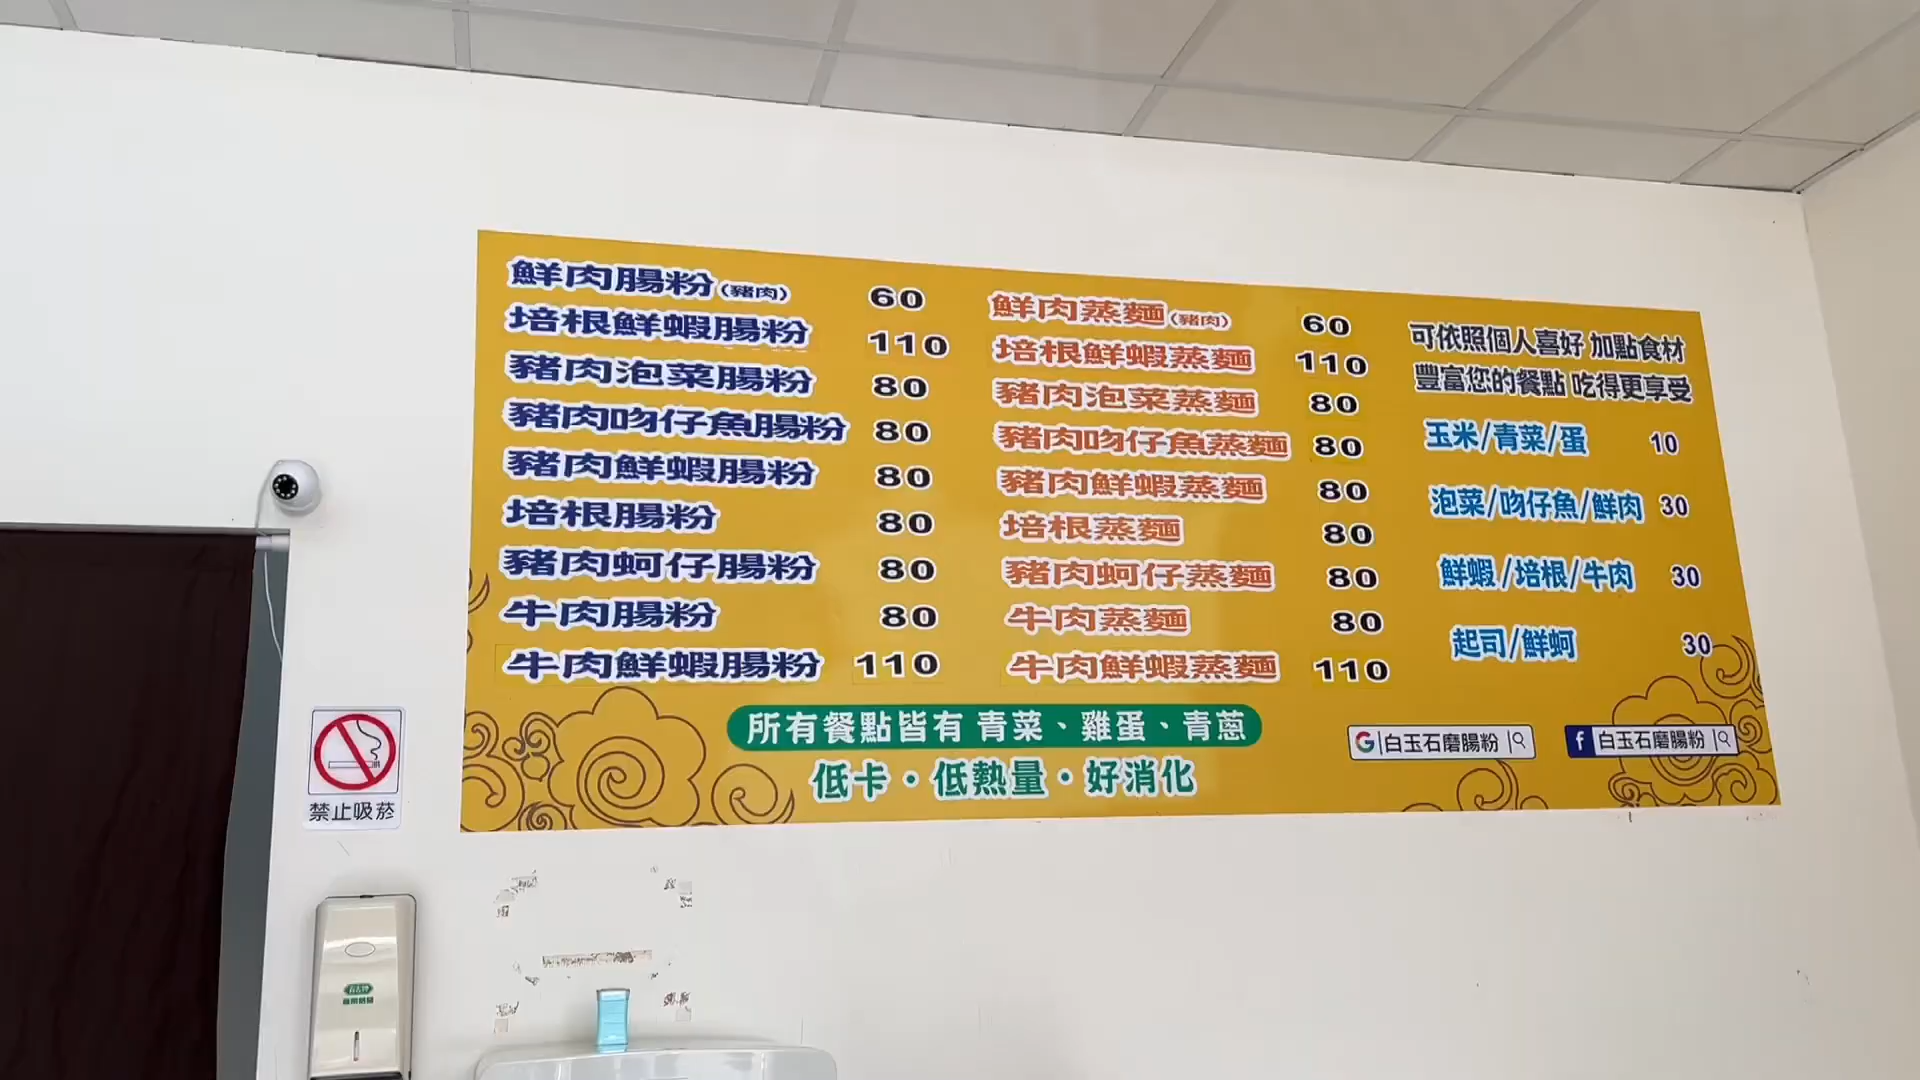 鮮肉腸粉(豬肉) 60
培根鮮蝦腸粉 110
豬肉泡菜腸粉 80
豬肉吻仔魚腸粉 80
豬肉鮮蝦腸粉 80
培根腸粉 80
豬肉蚵仔腸粉 80
牛肉腸粉 80
牛肉鮮蝦腸粉 110
鮮肉蒸麵(豬肉) 60
培根鮮蝦蒸麵 110
豬肉泡菜蒸麵 80
豬肉吻仔魚蒸麵 80
豬肉鮮蝦蒸麵 80
培根蒸麵 80
豬肉蚵仔蒸麵 80
牛肉蒸麵 80
牛肉鮮蝦蒸麵 110
可依照個人喜好 加點食材
豐富您的餐點 吃得更享受
玉米/青菜/蛋 10
泡菜/吻仔魚/鮮肉 30
鮮蝦/培根/牛肉 30
起司/鮮蚵 30
所有餐點皆有 青菜、雞蛋、青蔥
低卡·低熱量·好消化
G 白玉石磨腸粉
f 白玉石磨腸粉
禁止吸菸